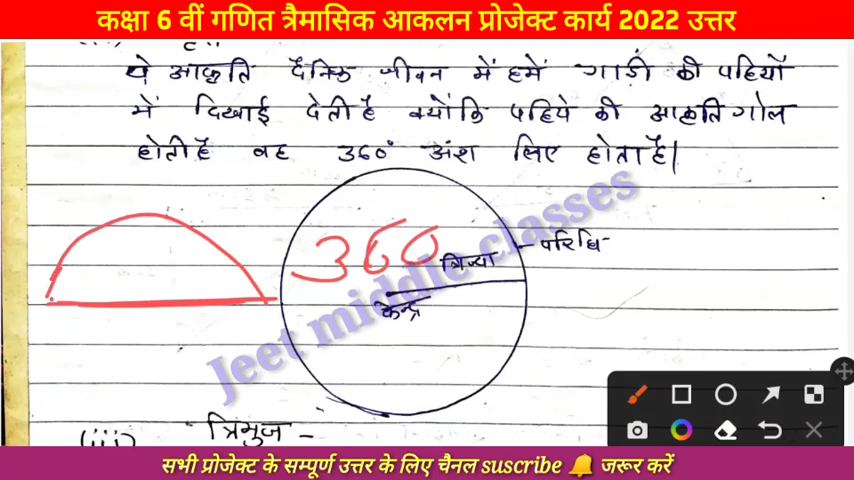 कक्षा 6 वीं गणित त्रैमासिक आकलन प्रोजेक्ट कार्य 2022 उत्तर
ये आकृति दैनिक जीवन में हमें गाडी की पहियों
में दिखाई देती है क्योंकि पहिये की आकृति गोल
होती है वह 360° अंश लिए होता है|
360
त्रिज्या
परिधि
केन्द्र
Jeet middle classes
(iii) त्रिभुज -
सभी प्रोजेक्ट के सम्पूर्ण उत्तर के लिए चैनल suscribe 🔔 जरूर करें